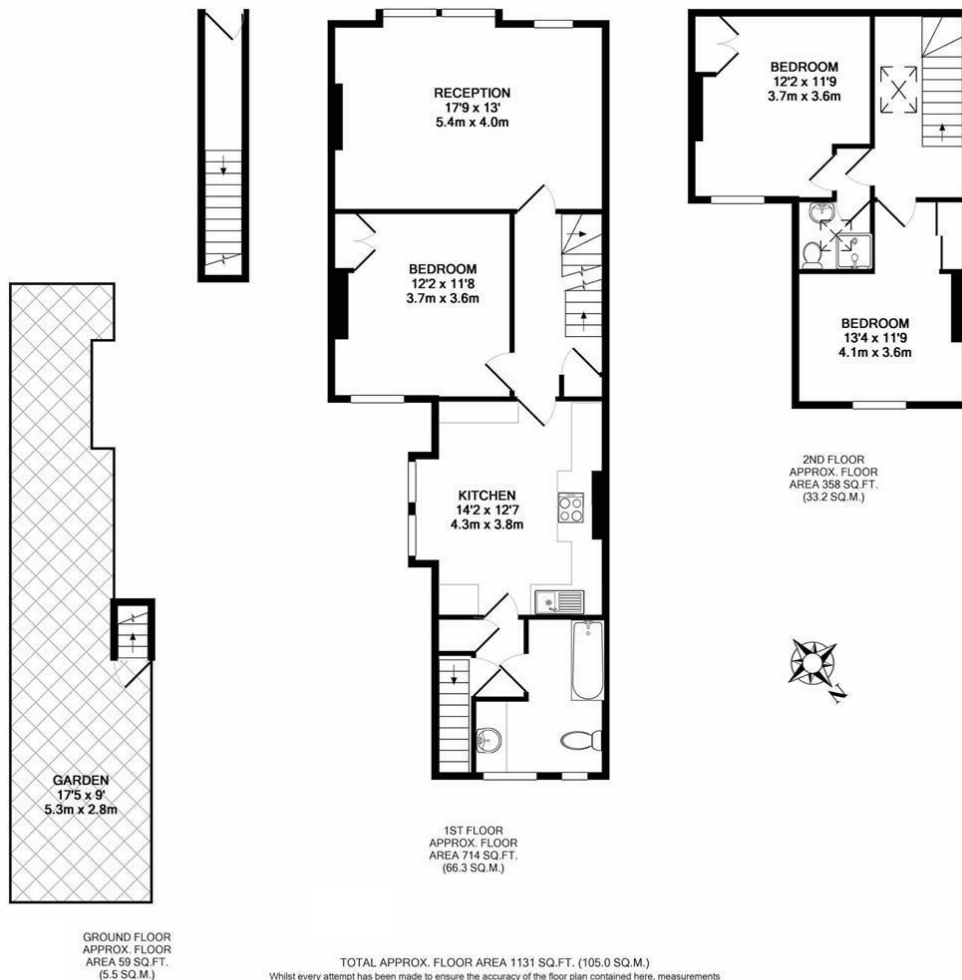 RECEPTION
17'9 x 13'
5.4m x 4.0m
BEDROOM
12'2 x 11'9
3.7m x 3.6m
BEDROOM
12'2 x 11'8
3.7m x 3.6m
BEDROOM
13'4 x 11'9
4.1m x 3.6m
2ND FLOOR
APPROX. FLOOR
AREA 358 SQ.FT.
(33.2 SQ.M.)
KITCHEN
14'2 x 12'7
4.3m x 3.8m
N
GARDEN
17'5 x 9'
5.3m x 2.8m
1ST FLOOR
APPROX. FLOOR
AREA 714 SQ.FT.
(66.3 SQ.M.)
GROUND FLOOR
APPROX. FLOOR
AREA 59 SQ.FT.
(5.5 SQ.M.)
TOTAL APPROX. FLOOR AREA 1131 SQ.FT. (105.0 SQ.M.)
Whilst every attempt has been made to ensure the accuracy of the floor plan contained here, measurements